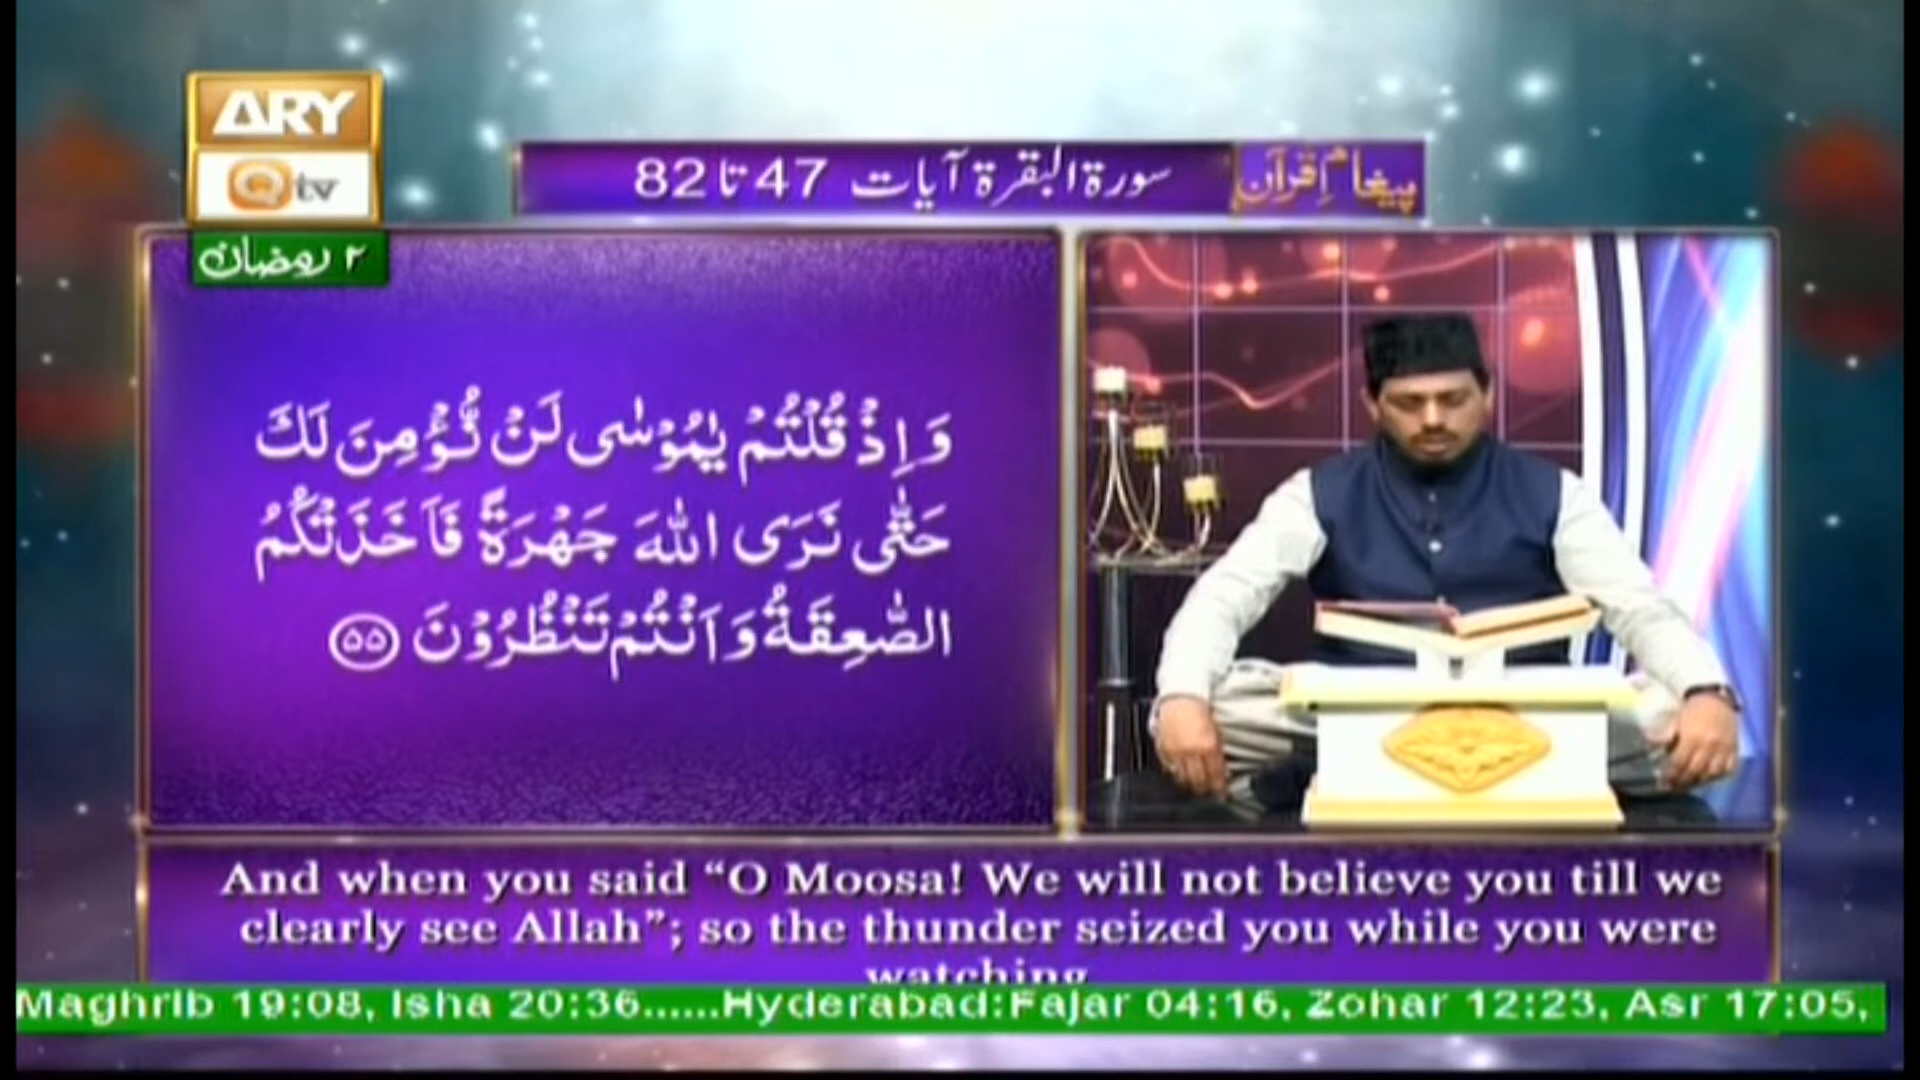 ARY
Qtv
پیغامِ قرآن
سورۃ البقرۃ آیات 47 تا 82
۲ رمضان
وَاِذۡ قُلۡتُمۡ یٰمُوۡسٰی لَنۡ نُّؤۡمِنَ لَكَ
حَتّٰی نَرَی اللّٰهَ جَهۡرَةً فَاَخَذَتۡكُمُ
الصّٰعِقَةُ وَاَنۡتُمۡ تَنۡظُرُوۡنَ ۵۵
And when you said “O Moosa! We will not believe you till we
clearly see Allah”; so the thunder seized you while you were
watching
Maghrib 19:08, Isha 20:36......Hyderabad:Fajar 04:16, Zohar 12:23, Asr 17:05,